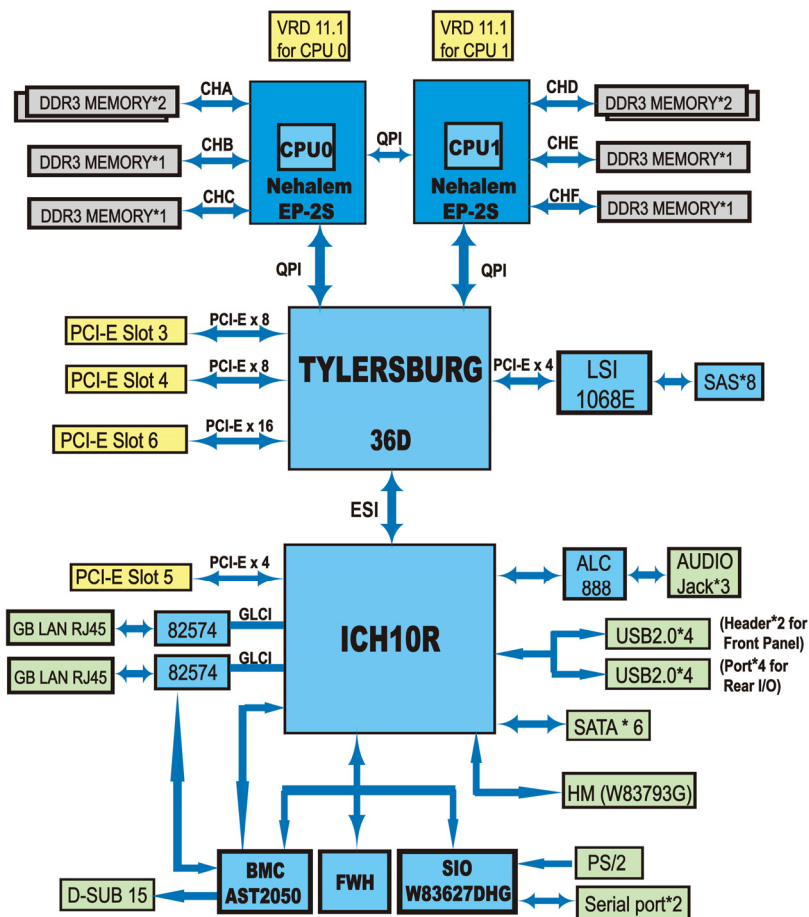 VRD 11.1
for CPU 0
VRD 11.1
for CPU 1
DDR3 MEMORY*2
CHA
CHD
DDR3 MEMORY*2
DDR3 MEMORY*1
CHB
CPU0
QPI
CPU1
CHE
DDR3 MEMORY*1
Nehalem
EP-2S
Nehalem
EP-2S
DDR3 MEMORY*1
CHC
CHF
DDR3 MEMORY*1
QPI
QPI
PCI-E Slot 3
PCI-E x 8
PCI-E Slot 4
PCI-E x 8
TYLERSBURG
36D
PCI-E x 4
LSI
1068E
SAS*8
PCI-E Slot 6
PCI-E x 16
ESI
PCI-E Slot 5
PCI-E x 4
ICH10R
ALC
888
AUDIO
Jack*3
GB LAN RJ45
82574
GLCI
GB LAN RJ45
82574
GLCI
USB2.0*4
(Header*2 for
Front Panel)
USB2.0*4
(Port*4 for
Rear I/O)
SATA * 6
HM (W83793G)
D-SUB 15
BMC
AST2050
FWH
SIO
W83627DHG
PS/2
Serial port*2